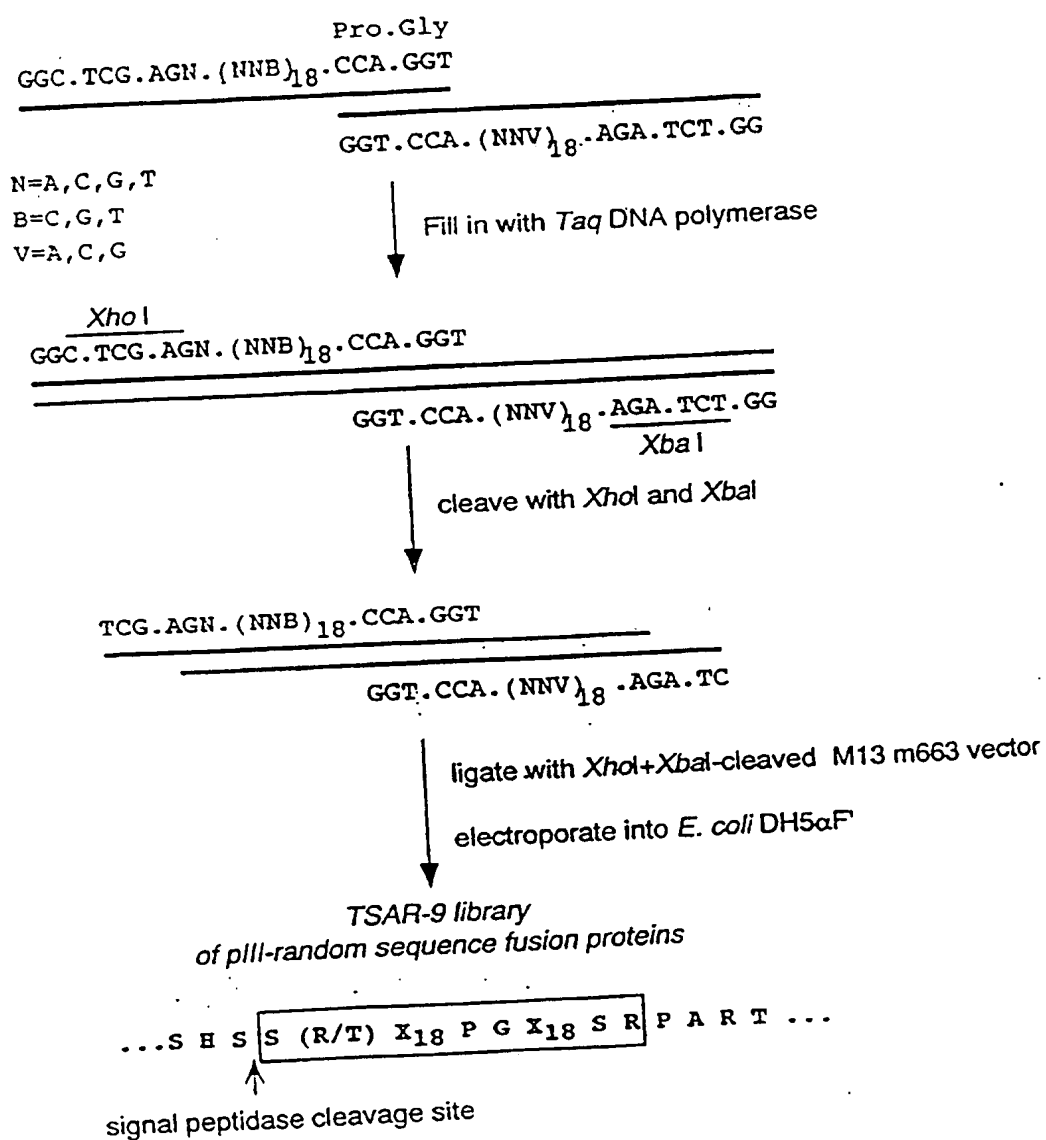 Pro.Gly
GGC.TCG.AGN.(NNB)18.CCA.GGT
GGT.CCA.(NNV)18.AGA.TCT.GG
N=A,C,G,T
B=C,G,T
V=A,C,G
Fill in with Taq DNA polymerase
XhoI
GGC.TCG.AGN.(NNB)18.CCA.GGT
GGT.CCA.(NNV)18.AGA.TCT.GG
XbaI
cleave with XhoI and XbaI
TCG.AGN.(NNB)18.CCA.GGT
GGT.CCA.(NNV)18.AGA.TC
ligate with XhoI+XbaI-cleaved M13 m663 vector
electroporate into E. coli DH5αF'
TSAR-9 library
of pIII-random sequence fusion proteins
...S H S S (R/T) X18 P G X18 S R P A R T ...
signal peptidase cleavage site